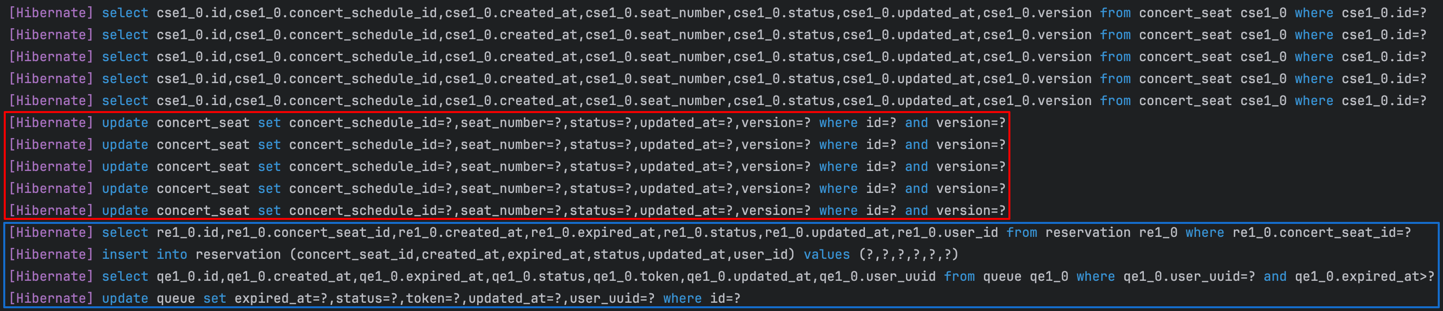 [Hibernate] select cse1_0.id,cse1_0.concert_schedule_id,cse1_0.created_at,cse1_0.seat_number,cse1_0.status,cse1_0.updated_at,cse1_0.version from concert_seat cse1_0 where cse1_0.id=?
[Hibernate] select cse1_0.id,cse1_0.concert_schedule_id,cse1_0.created_at,cse1_0.seat_number,cse1_0.status,cse1_0.updated_at,cse1_0.version from concert_seat cse1_0 where cse1_0.id=?
[Hibernate] select cse1_0.id,cse1_0.concert_schedule_id,cse1_0.created_at,cse1_0.seat_number,cse1_0.status,cse1_0.updated_at,cse1_0.version from concert_seat cse1_0 where cse1_0.id=?
[Hibernate] select cse1_0.id,cse1_0.concert_schedule_id,cse1_0.created_at,cse1_0.seat_number,cse1_0.status,cse1_0.updated_at,cse1_0.version from concert_seat cse1_0 where cse1_0.id=?
[Hibernate] select cse1_0.id,cse1_0.concert_schedule_id,cse1_0.created_at,cse1_0.seat_number,cse1_0.status,cse1_0.updated_at,cse1_0.version from concert_seat cse1_0 where cse1_0.id=?
[Hibernate] update concert_seat set concert_schedule_id=?,seat_number=?,status=?,updated_at=?,version=? where id=? and version=?
[Hibernate] update concert_seat set concert_schedule_id=?,seat_number=?,status=?,updated_at=?,version=? where id=? and version=?
[Hibernate] update concert_seat set concert_schedule_id=?,seat_number=?,status=?,updated_at=?,version=? where id=? and version=?
[Hibernate] update concert_seat set concert_schedule_id=?,seat_number=?,status=?,updated_at=?,version=? where id=? and version=?
[Hibernate] update concert_seat set concert_schedule_id=?,seat_number=?,status=?,updated_at=?,version=? where id=? and version=?
[Hibernate] select re1_0.id,re1_0.concert_seat_id,re1_0.created_at,re1_0.expired_at,re1_0.status,re1_0.updated_at,re1_0.user_id from reservation re1_0 where re1_0.concert_seat_id=?
[Hibernate] insert into reservation (concert_seat_id,created_at,expired_at,status,updated_at,user_id) values (?,?,?,?,?,?)
[Hibernate] select qe1_0.id,qe1_0.created_at,qe1_0.expired_at,qe1_0.status,qe1_0.token,qe1_0.updated_at,qe1_0.user_uuid from queue qe1_0 where qe1_0.user_uuid=? and qe1_0.expired_at>?
[Hibernate] update queue set expired_at=?,status=?,token=?,updated_at=?,user_uuid=? where id=?